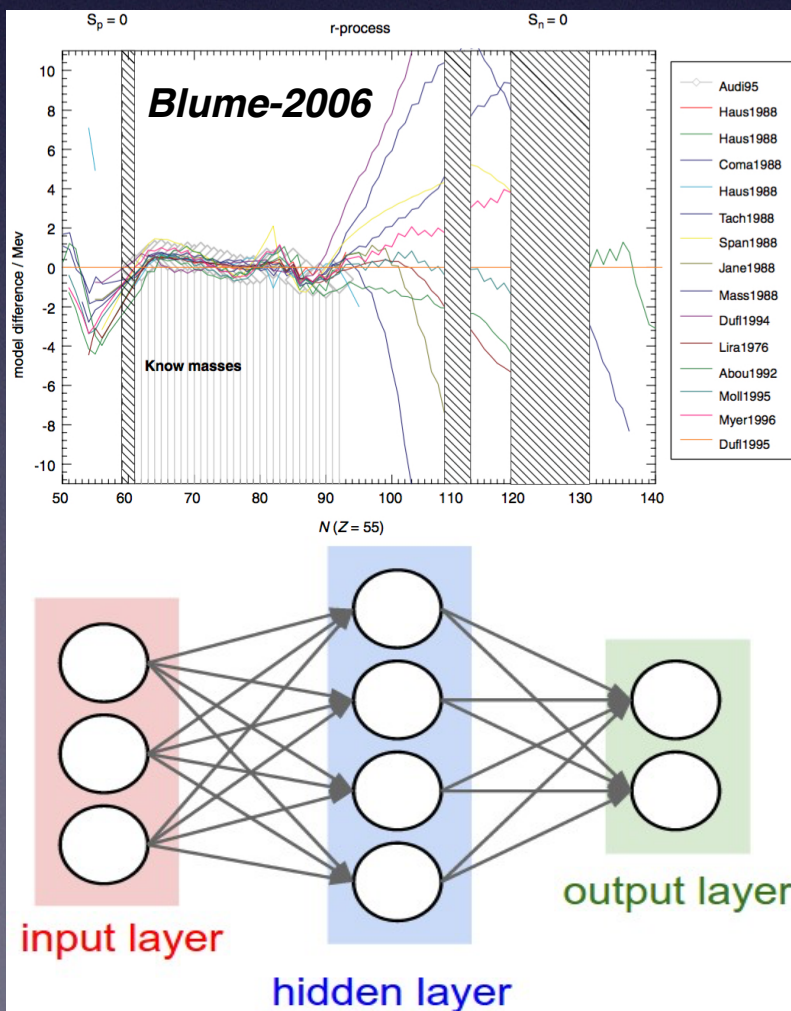 Sp = 0
r-process
Sn = 0
Blume-2006
Know masses
model difference / Mev
10
8
6
4
2
0
-2
-4
-6
-8
-10
50
60
70
80
90
100
110
120
130
140
N (Z = 55)
Audi95
Haus1988
Haus1988
Coma1988
Haus1988
Tach1988
Span1988
Jane1988
Mass1988
Dufl1994
Lira1976
Abou1992
Moll1995
Myer1996
Dufl1995
input layer
hidden layer
output layer